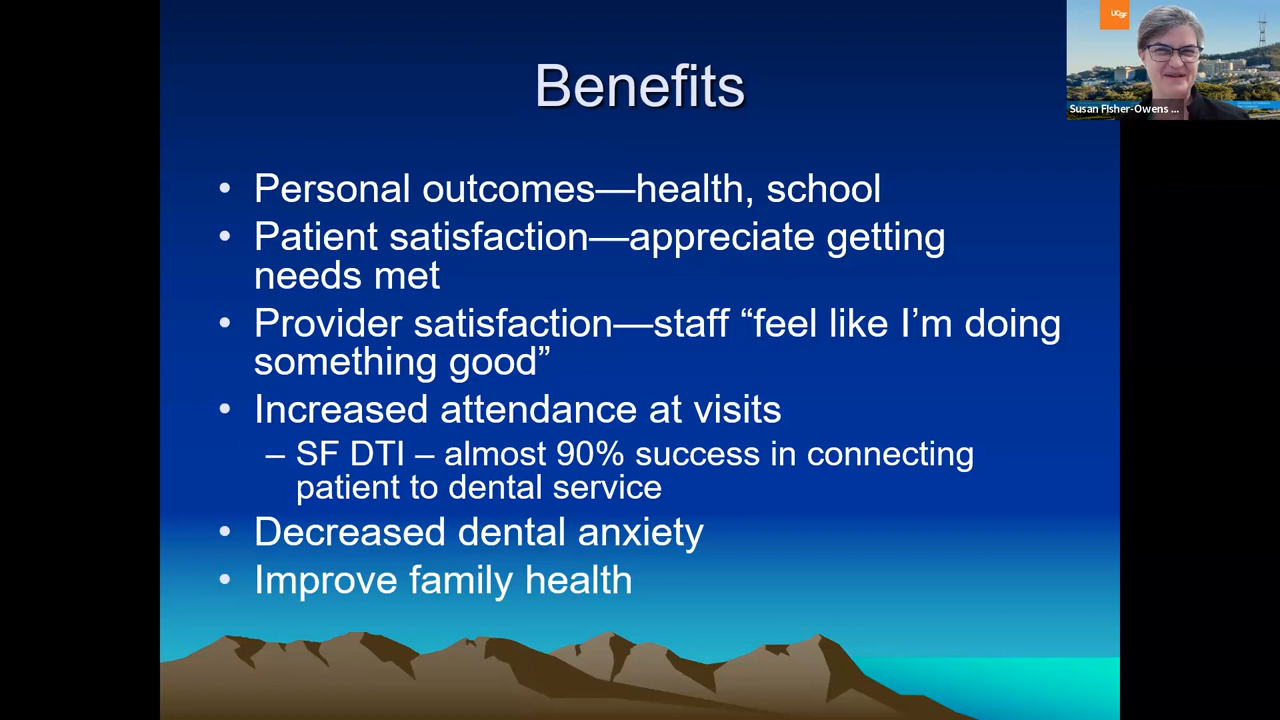 Benefits
UCSF
Susan Fisher-Owens ...
• Personal outcomes—health, school
• Patient satisfaction—appreciate getting
needs met
• Provider satisfaction—staff “feel like I’m doing
something good”
• Increased attendance at visits
– SF DTI – almost 90% success in connecting
patient to dental service
• Decreased dental anxiety
• Improve family health